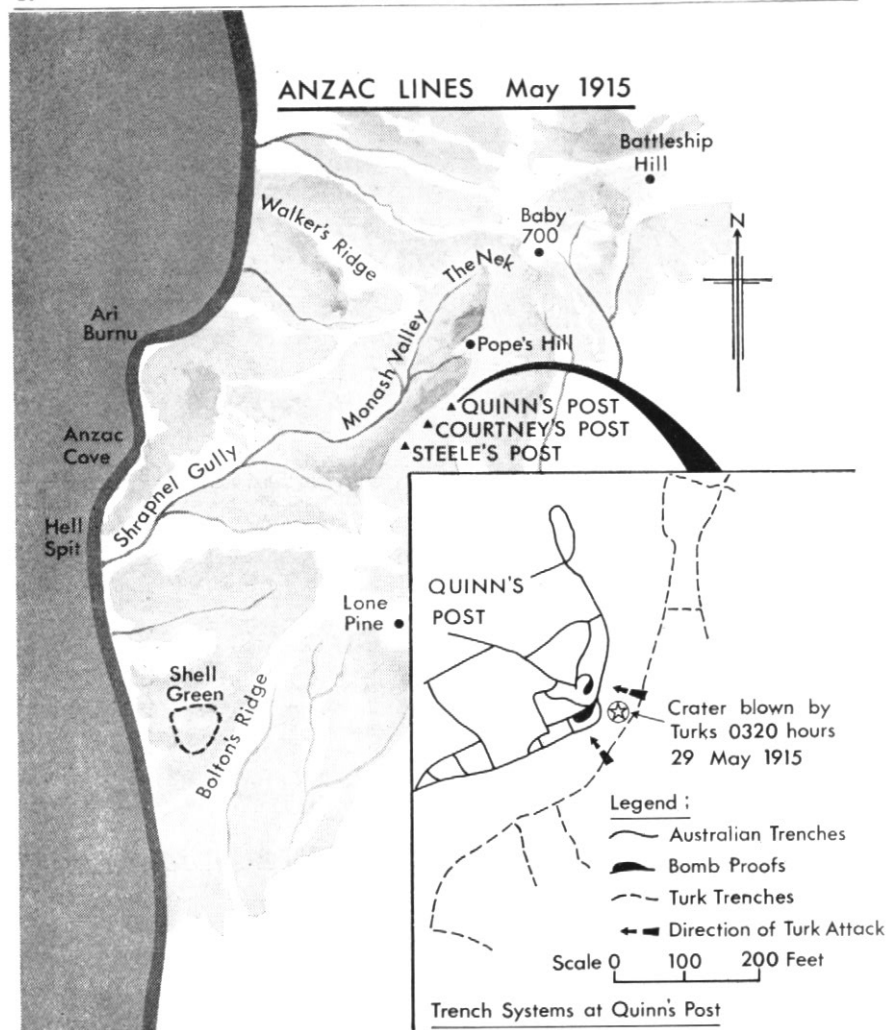 ANZAC LINES May 1915
Battleship
Hill
Walker's Ridge
Baby
700
N
The Nek
Ari
Burnu
Monash Valley
Pope's Hill
QUINN'S POST
COURTNEY'S POST
STEELE'S POST
Anzac
Cove
Shrapnel Gully
Hell
Spit
Lone
Pine
Shell
Green
Bolton's Ridge
QUINN'S
POST
Crater blown by
Turks 0320 hours
29 May 1915
Legend :
Australian Trenches
Bomb Proofs
Turk Trenches
Direction of Turk Attack
Scale 0 100 200 Feet
Trench Systems at Quinn's Post